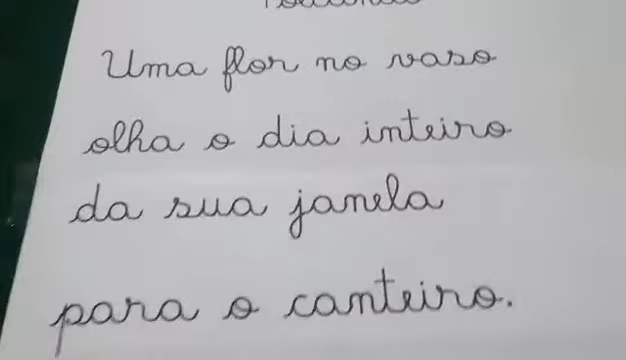 Uma flor no vaso
olha o dia inteiro
da sua janela
para o canteiro.